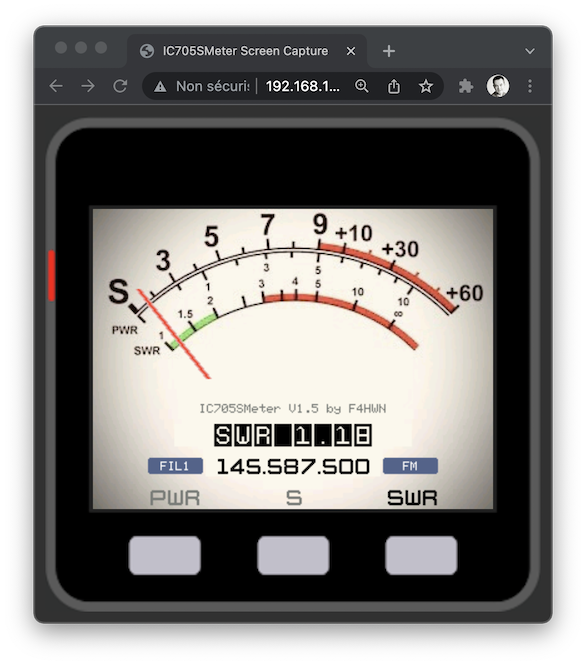 IC705SMeter Screen Capture
Non sécuris 192.168.1...
S 3 5 7 9 +10 +30 +60
PWR 1 3 5 10
SWR 1 1.5 2 3 4 5 10 ∞
IC705SMeter V1.5 by F4HWN
SWR 1.18
FIL1 145.587.500 FM
PWR S SWR